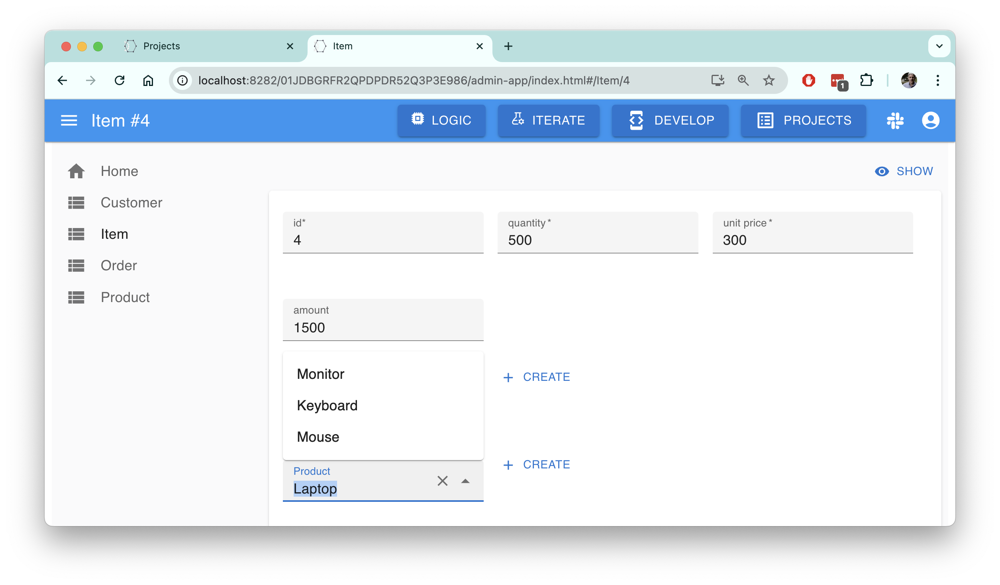 Projects
Item
localhost:8282/01JDBGRFR2QPDPDR52Q3P3E986/admin-app/index.html#/Item/4
1
Item #4
LOGIC
ITERATE
DEVELOP
PROJECTS
Home
Customer
Item
Order
Product
SHOW
id*
4
quantity *
500
unit price *
300
amount
1500
Monitor
Keyboard
Mouse
+ CREATE
Product
Laptop
+ CREATE